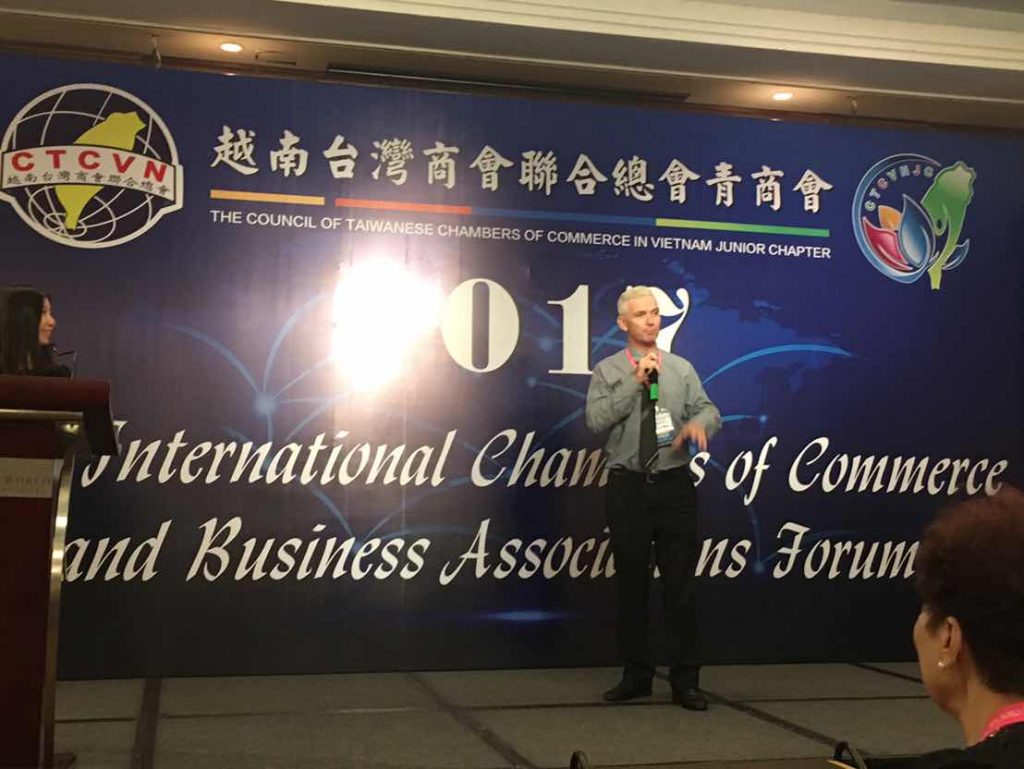 CTCVN
越南台灣商會聯合總會
越南台灣商會聯合總會青商會
THE COUNCIL OF TAIWANESE CHAMBERS OF COMMERCE IN VIETNAM JUNIOR CHAPTER
CTCVNJC
017
International Cham s of Commerce
and Business Associ ns Forum
WORLD